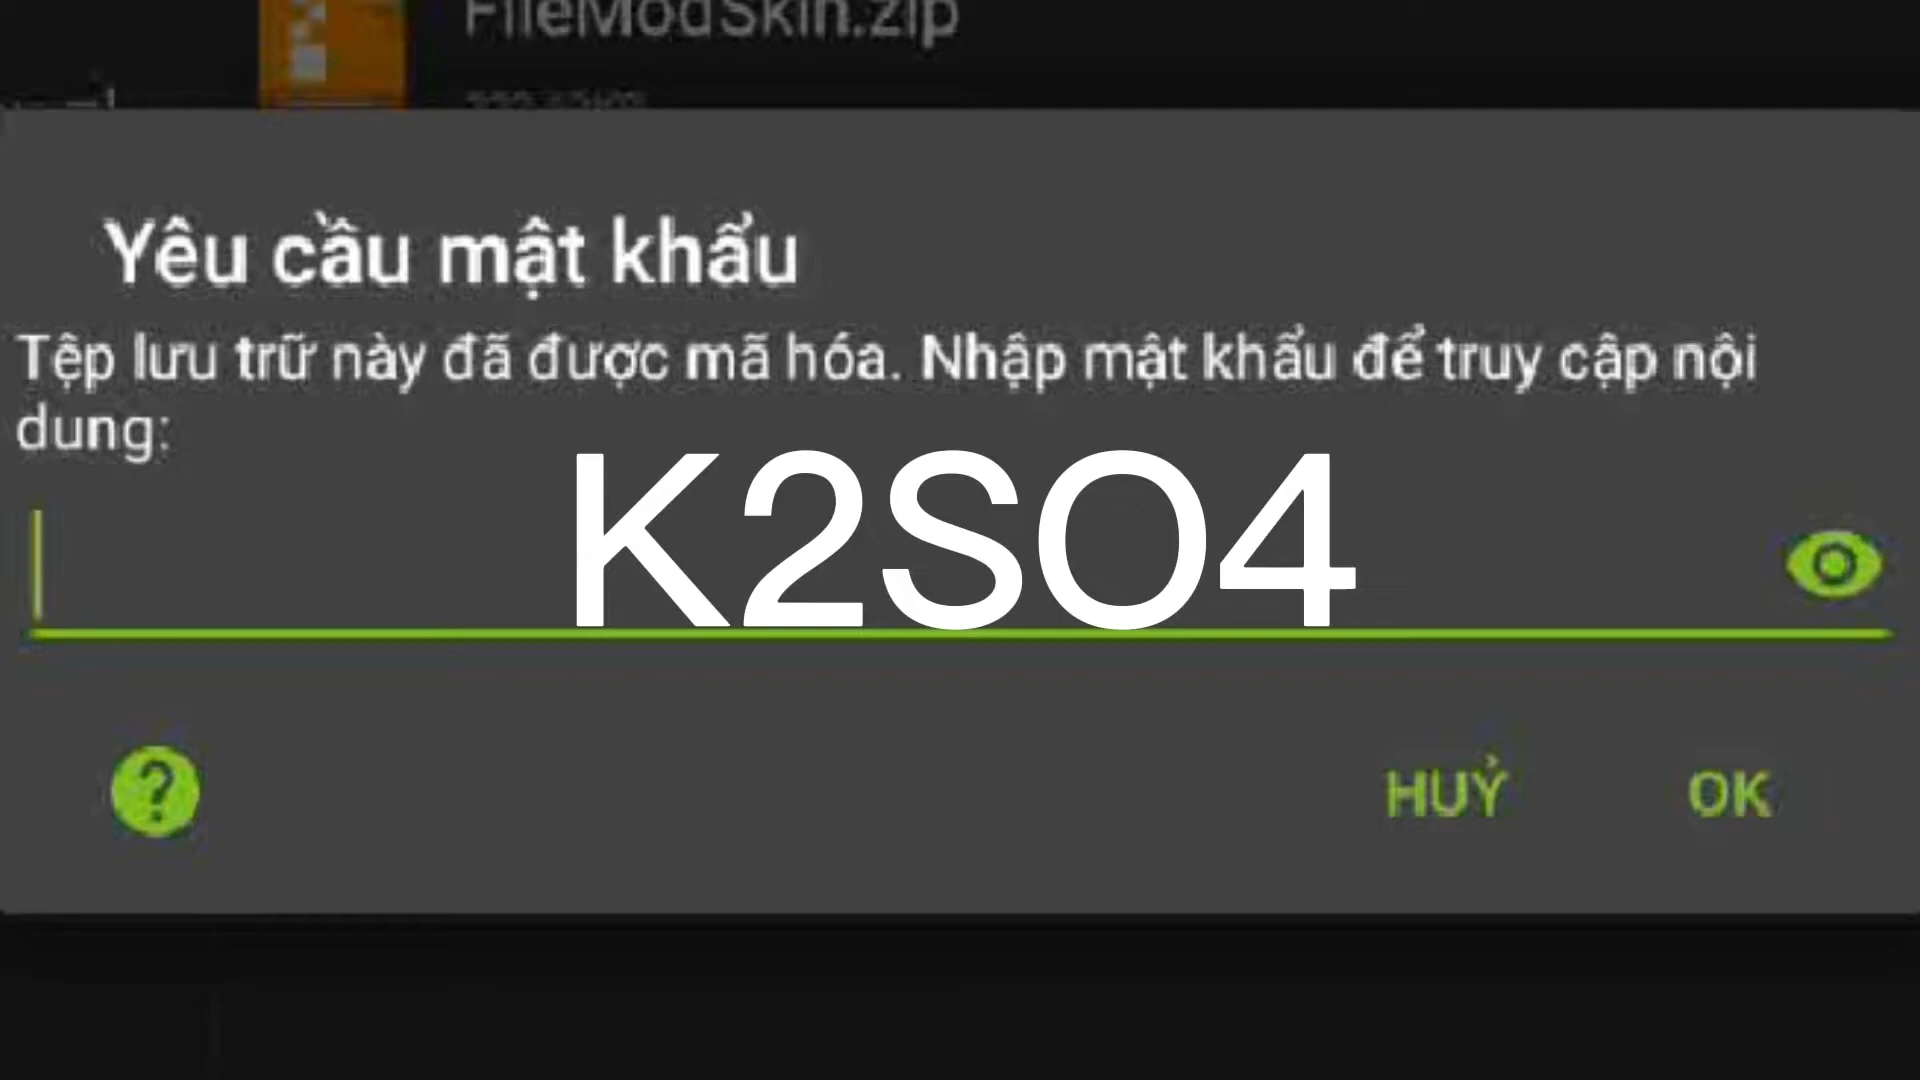 FileModSkin.zip
Yêu cầu mật khẩu
Tệp lưu trữ này đã được mã hóa. Nhập mật khẩu để truy cập nội
dung:
K2SO4
?
HUỶ OK